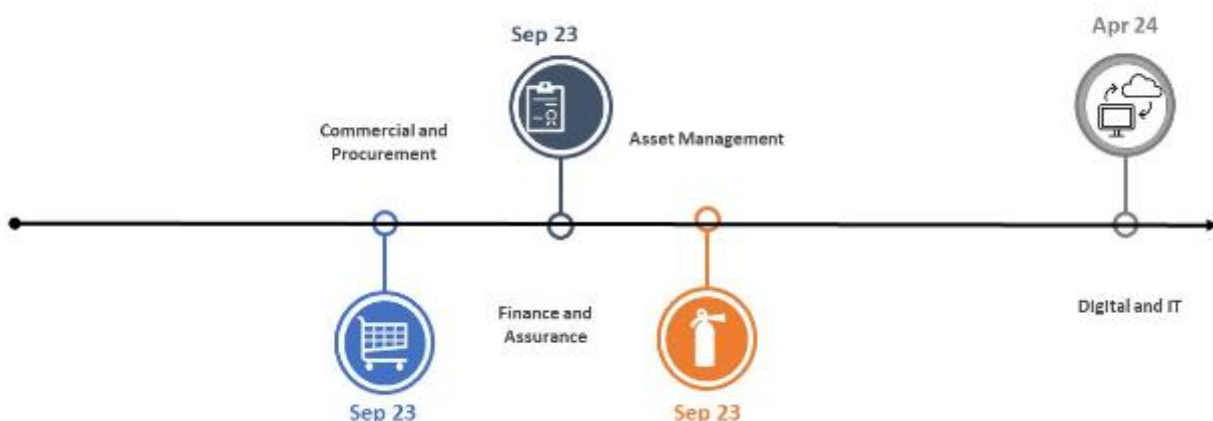 Sep 23
Apr 24
Commercial and
Procurement
Asset Management
Finance and
Assurance
Digital and IT
Sep 23
Sep 23